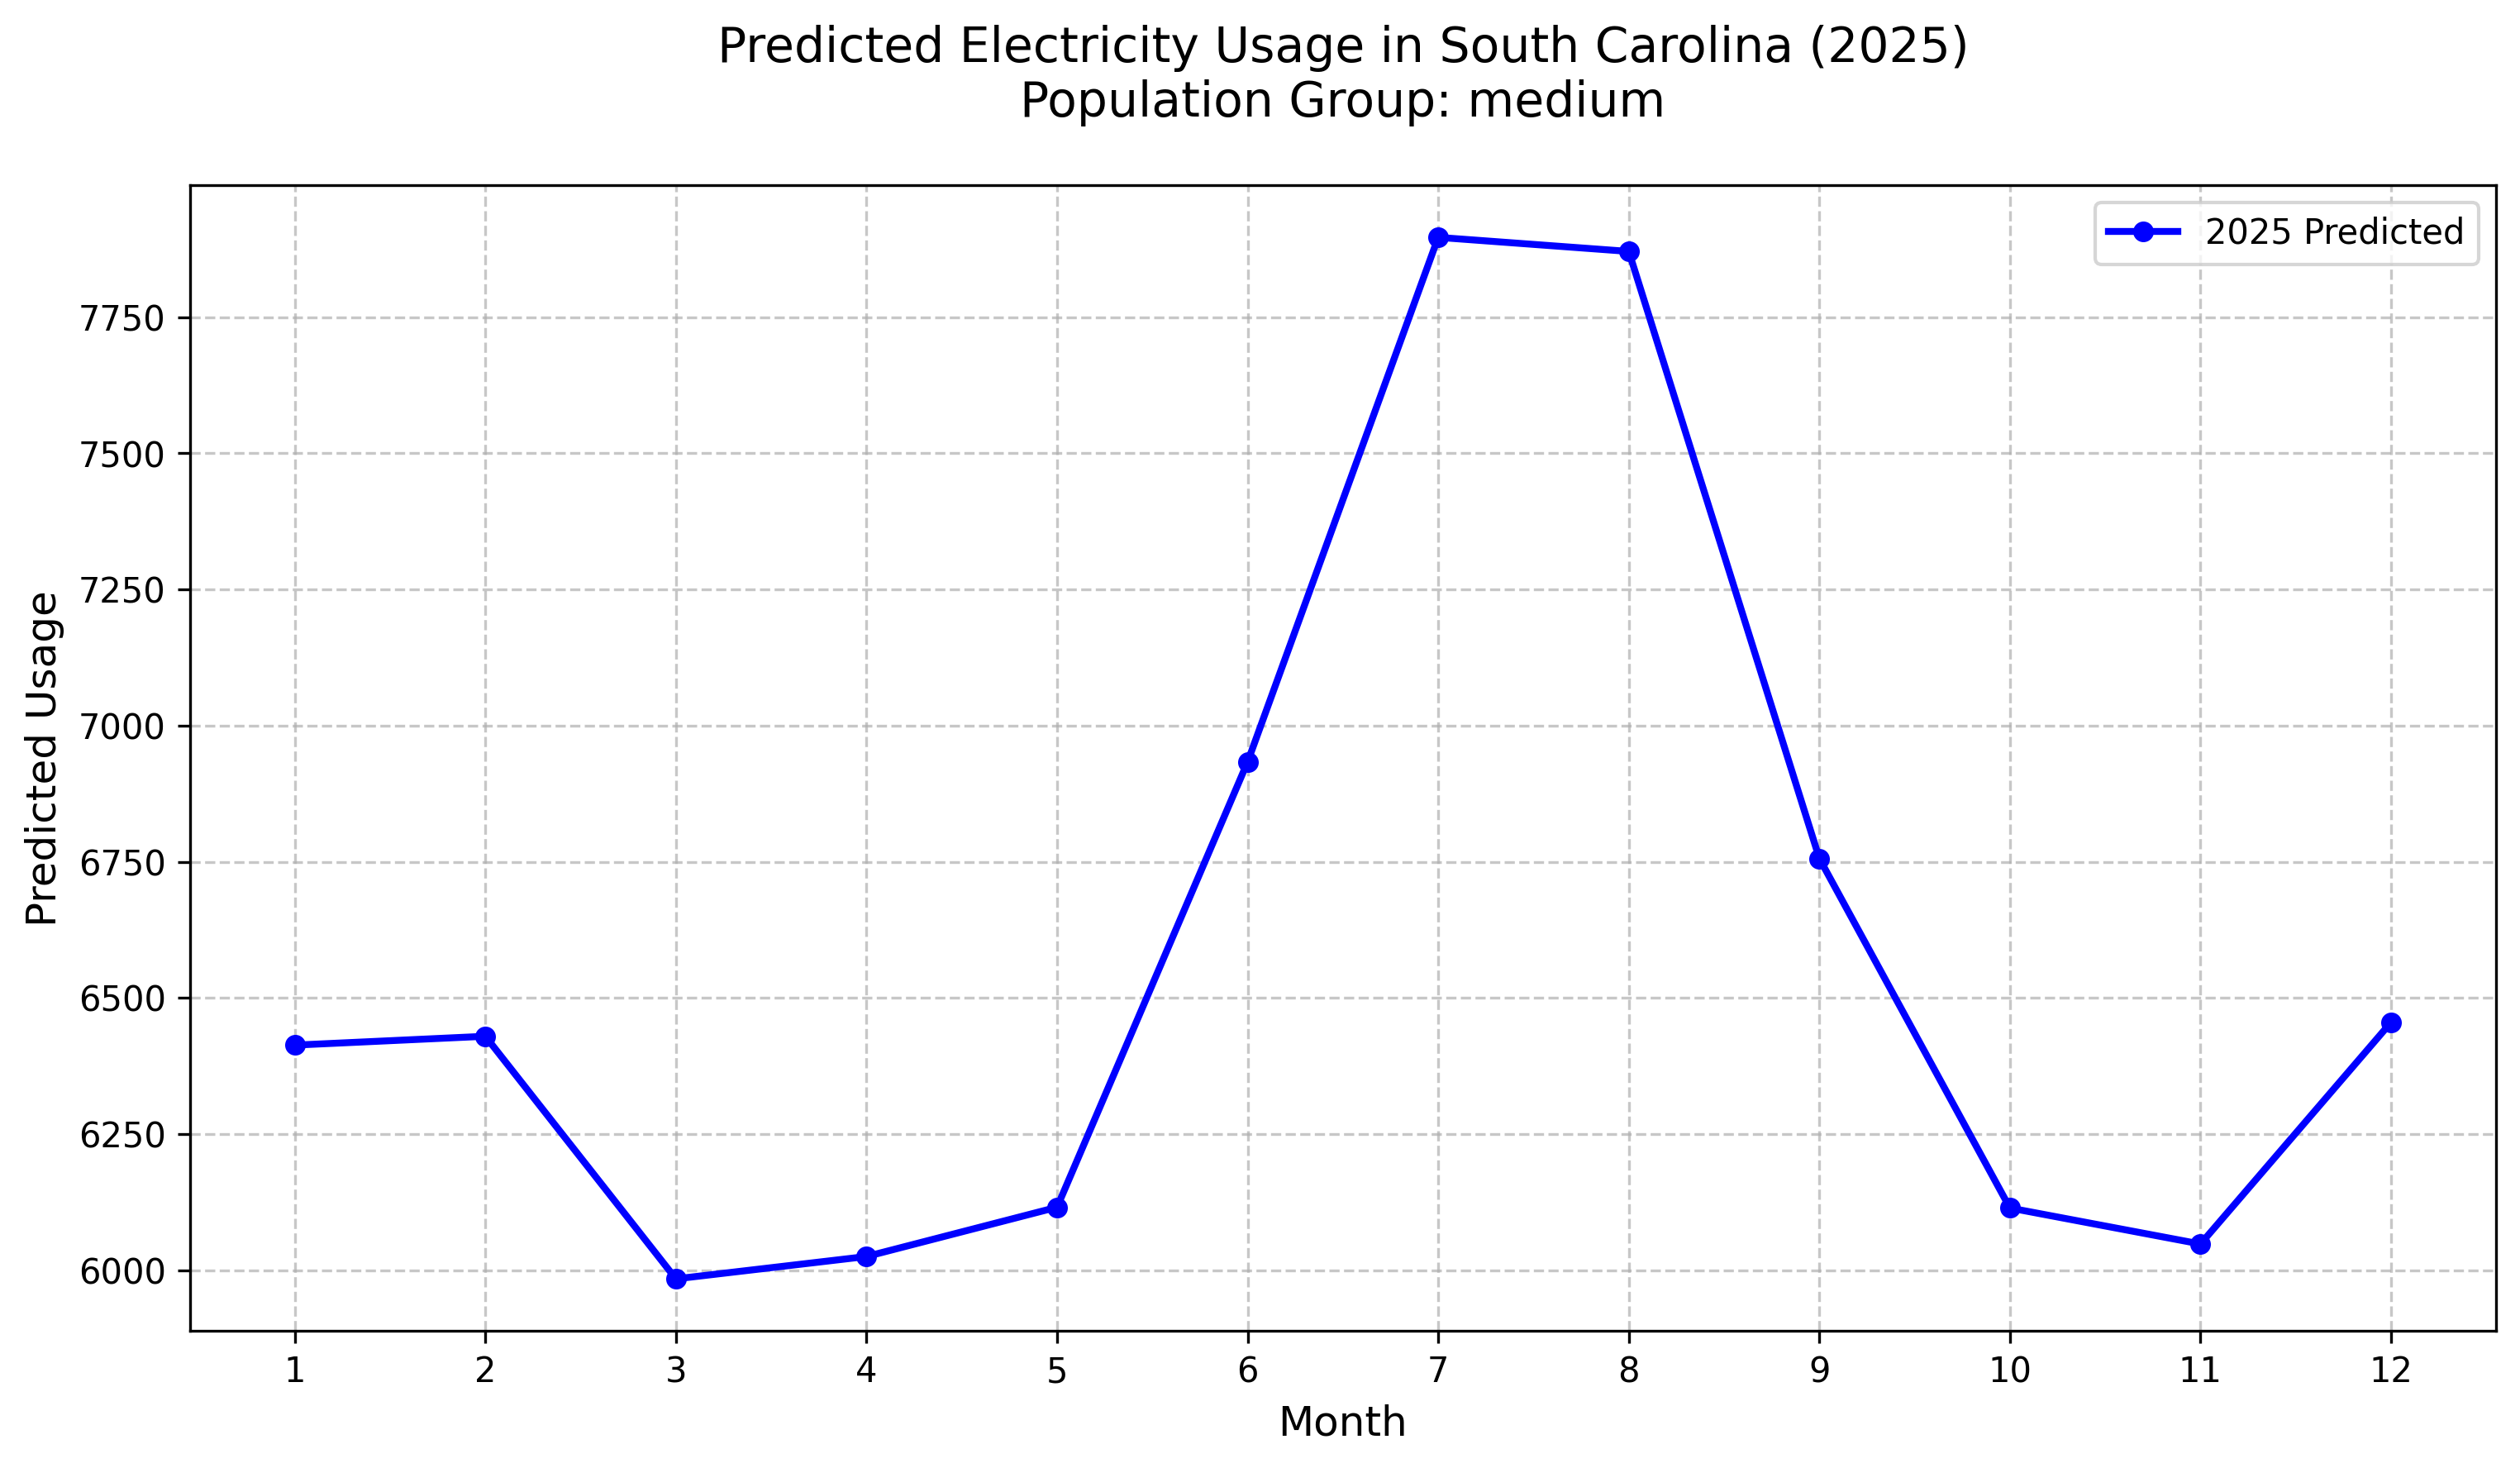 Predicted Electricity Usage in South Carolina (2025)
Population Group: medium
2025 Predicted
Predicted Usage
7750
7500
7250
7000
6750
6500
6250
6000
1 2 3 4 5 6 7 8 9 10 11 12
Month